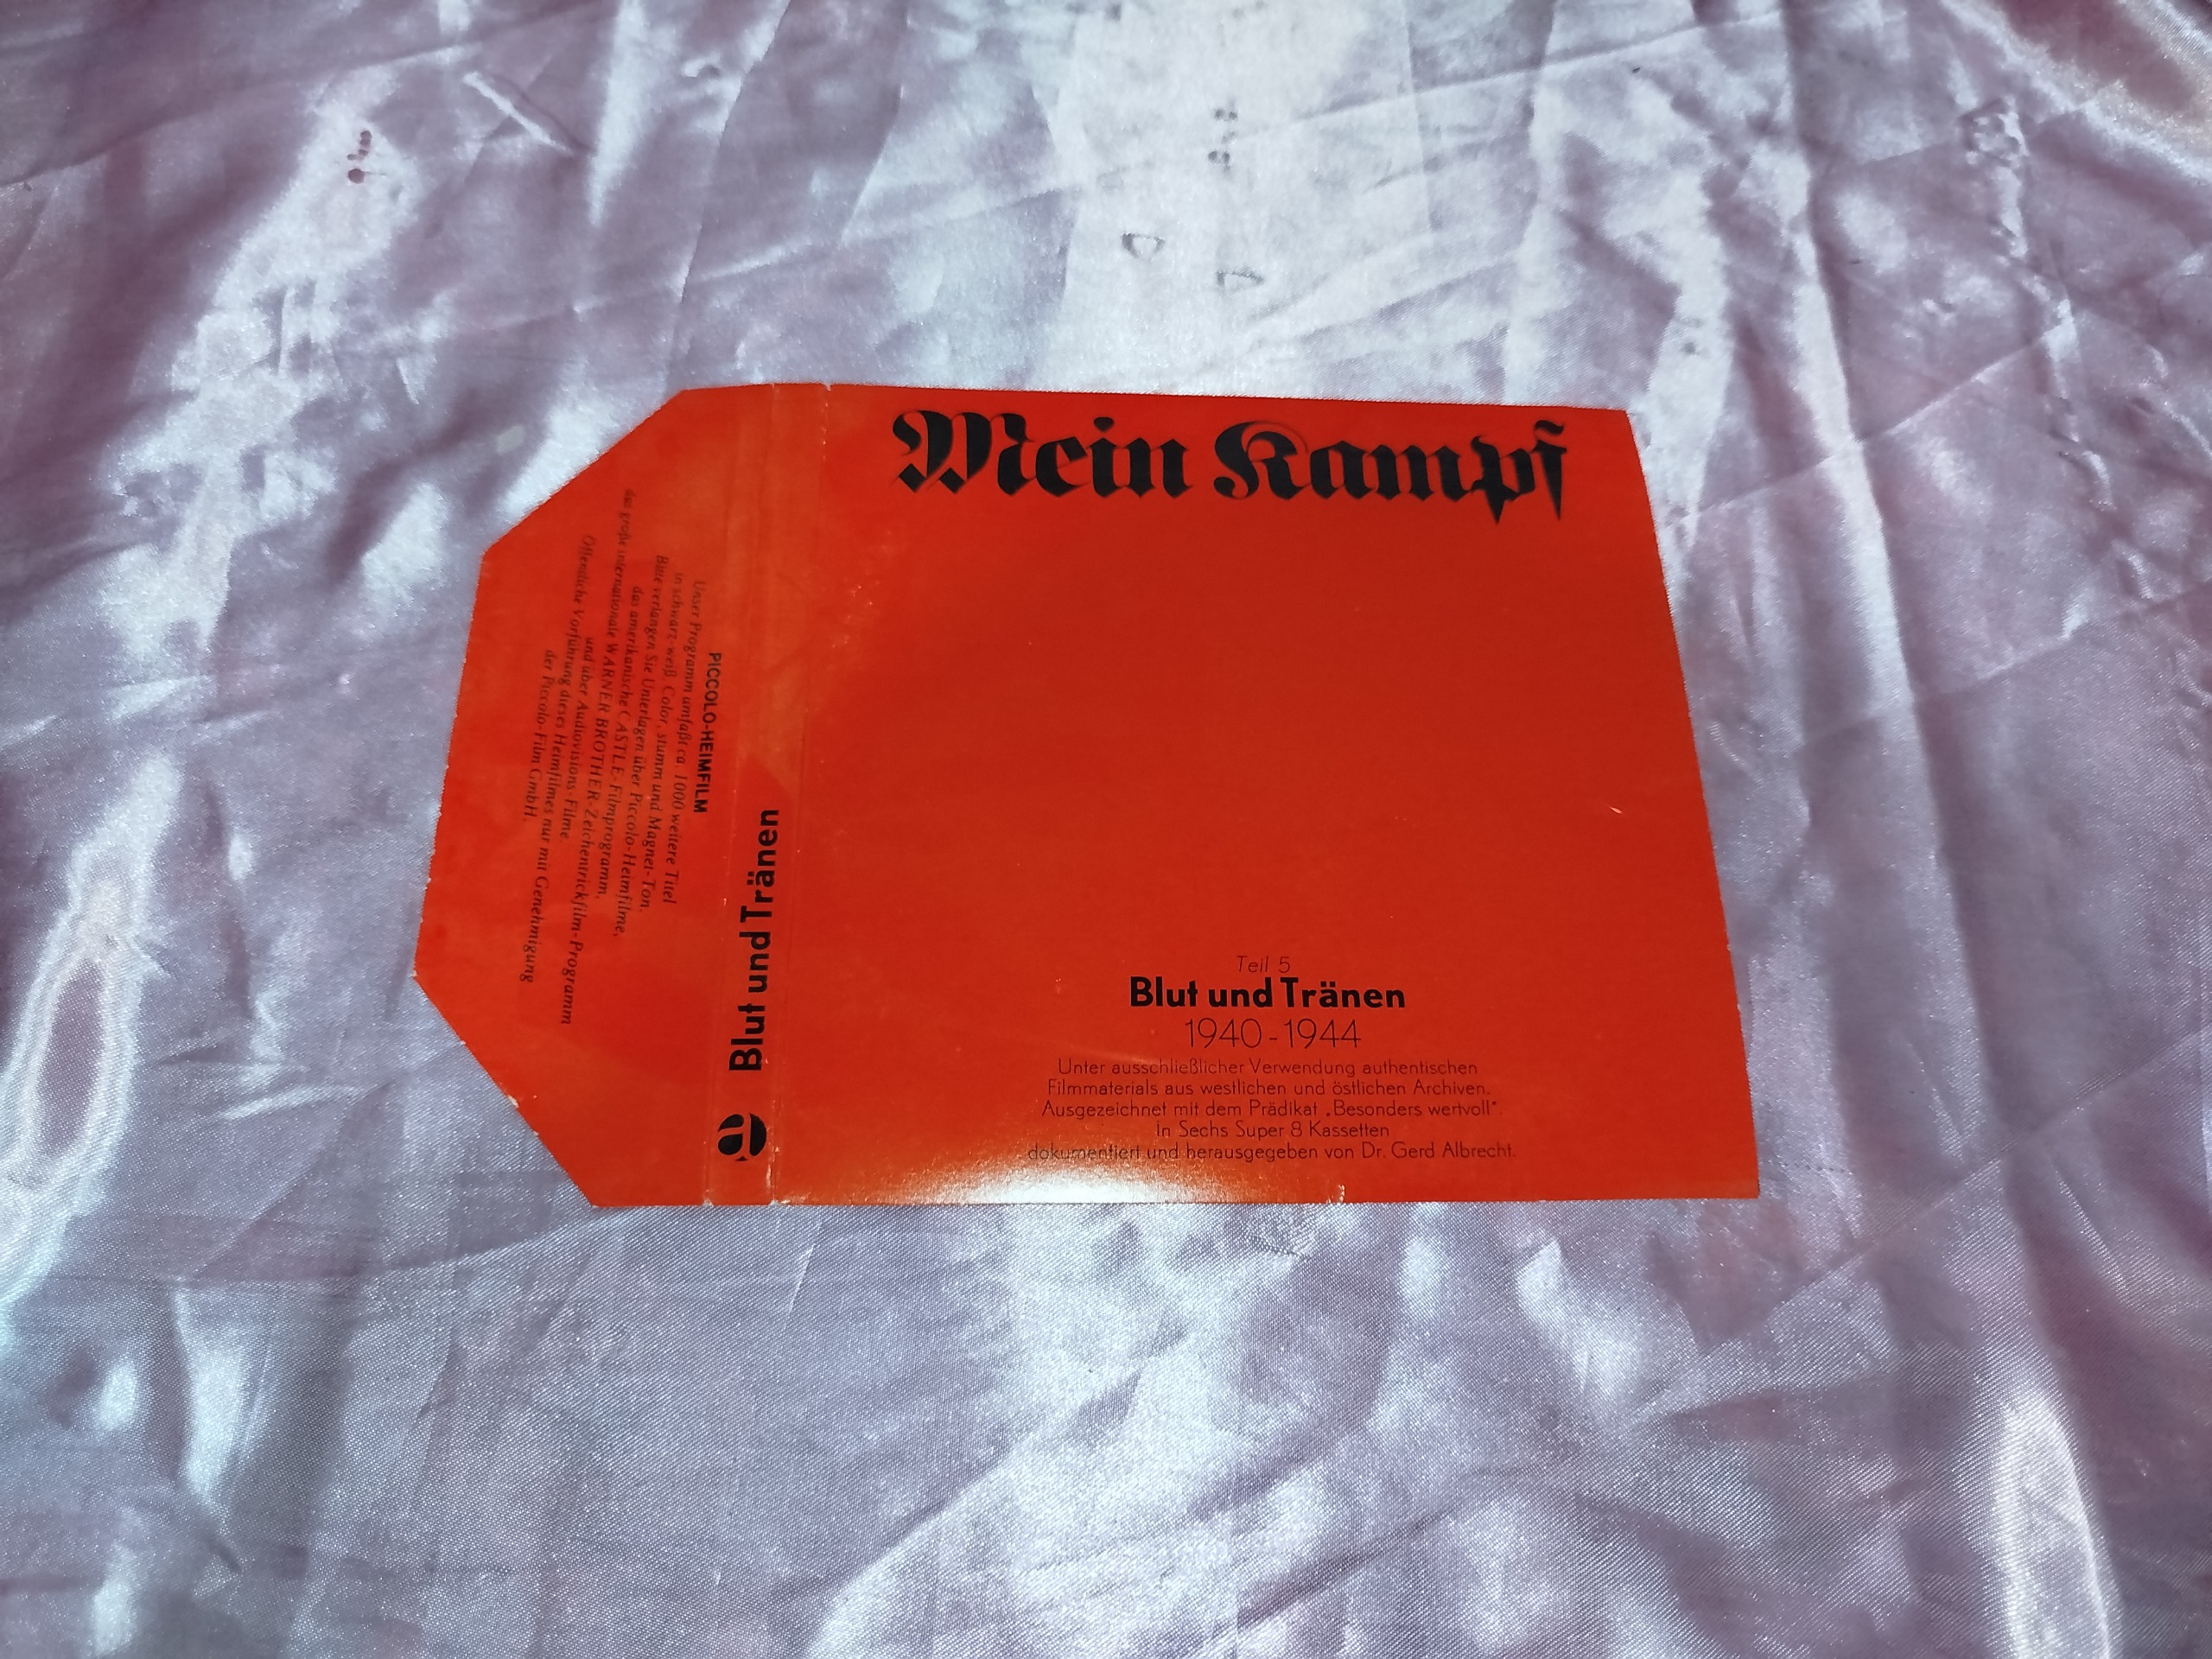 Mein Kampf
Teil 5
Blut und Tränen
1940-1944
Unter ausschließlicher Verwendung authentischen
Filmmaterials aus westlichen und östlichen Archiven.
Ausgezeichnet mit dem Prädikat „Besonders wertvoll“.
In Sechs Super 8 Kassetten
dokumentiert und herausgegeben von Dr. Gerd Albrecht.
a Blut und Tränen
PICCOLO-HEIMFILM
Unser Programm umfaßt ca. 1000 weitere Titel
in schwarz-weiß, Color, stumm und Magnet-Ton.
Bitte verlangen Sie Unterlagen über Piccolo-Heimfilme,
das amerikanische CASTLE-Filmprogramm,
das große internationale WARNER BROTHER-Zeichentrickfilm-Programm
und über Audiovisions-Filme.
Öffentliche Vorführung dieses Heimfilmes nur mit Genehmigung
der Piccolo-Film GmbH.